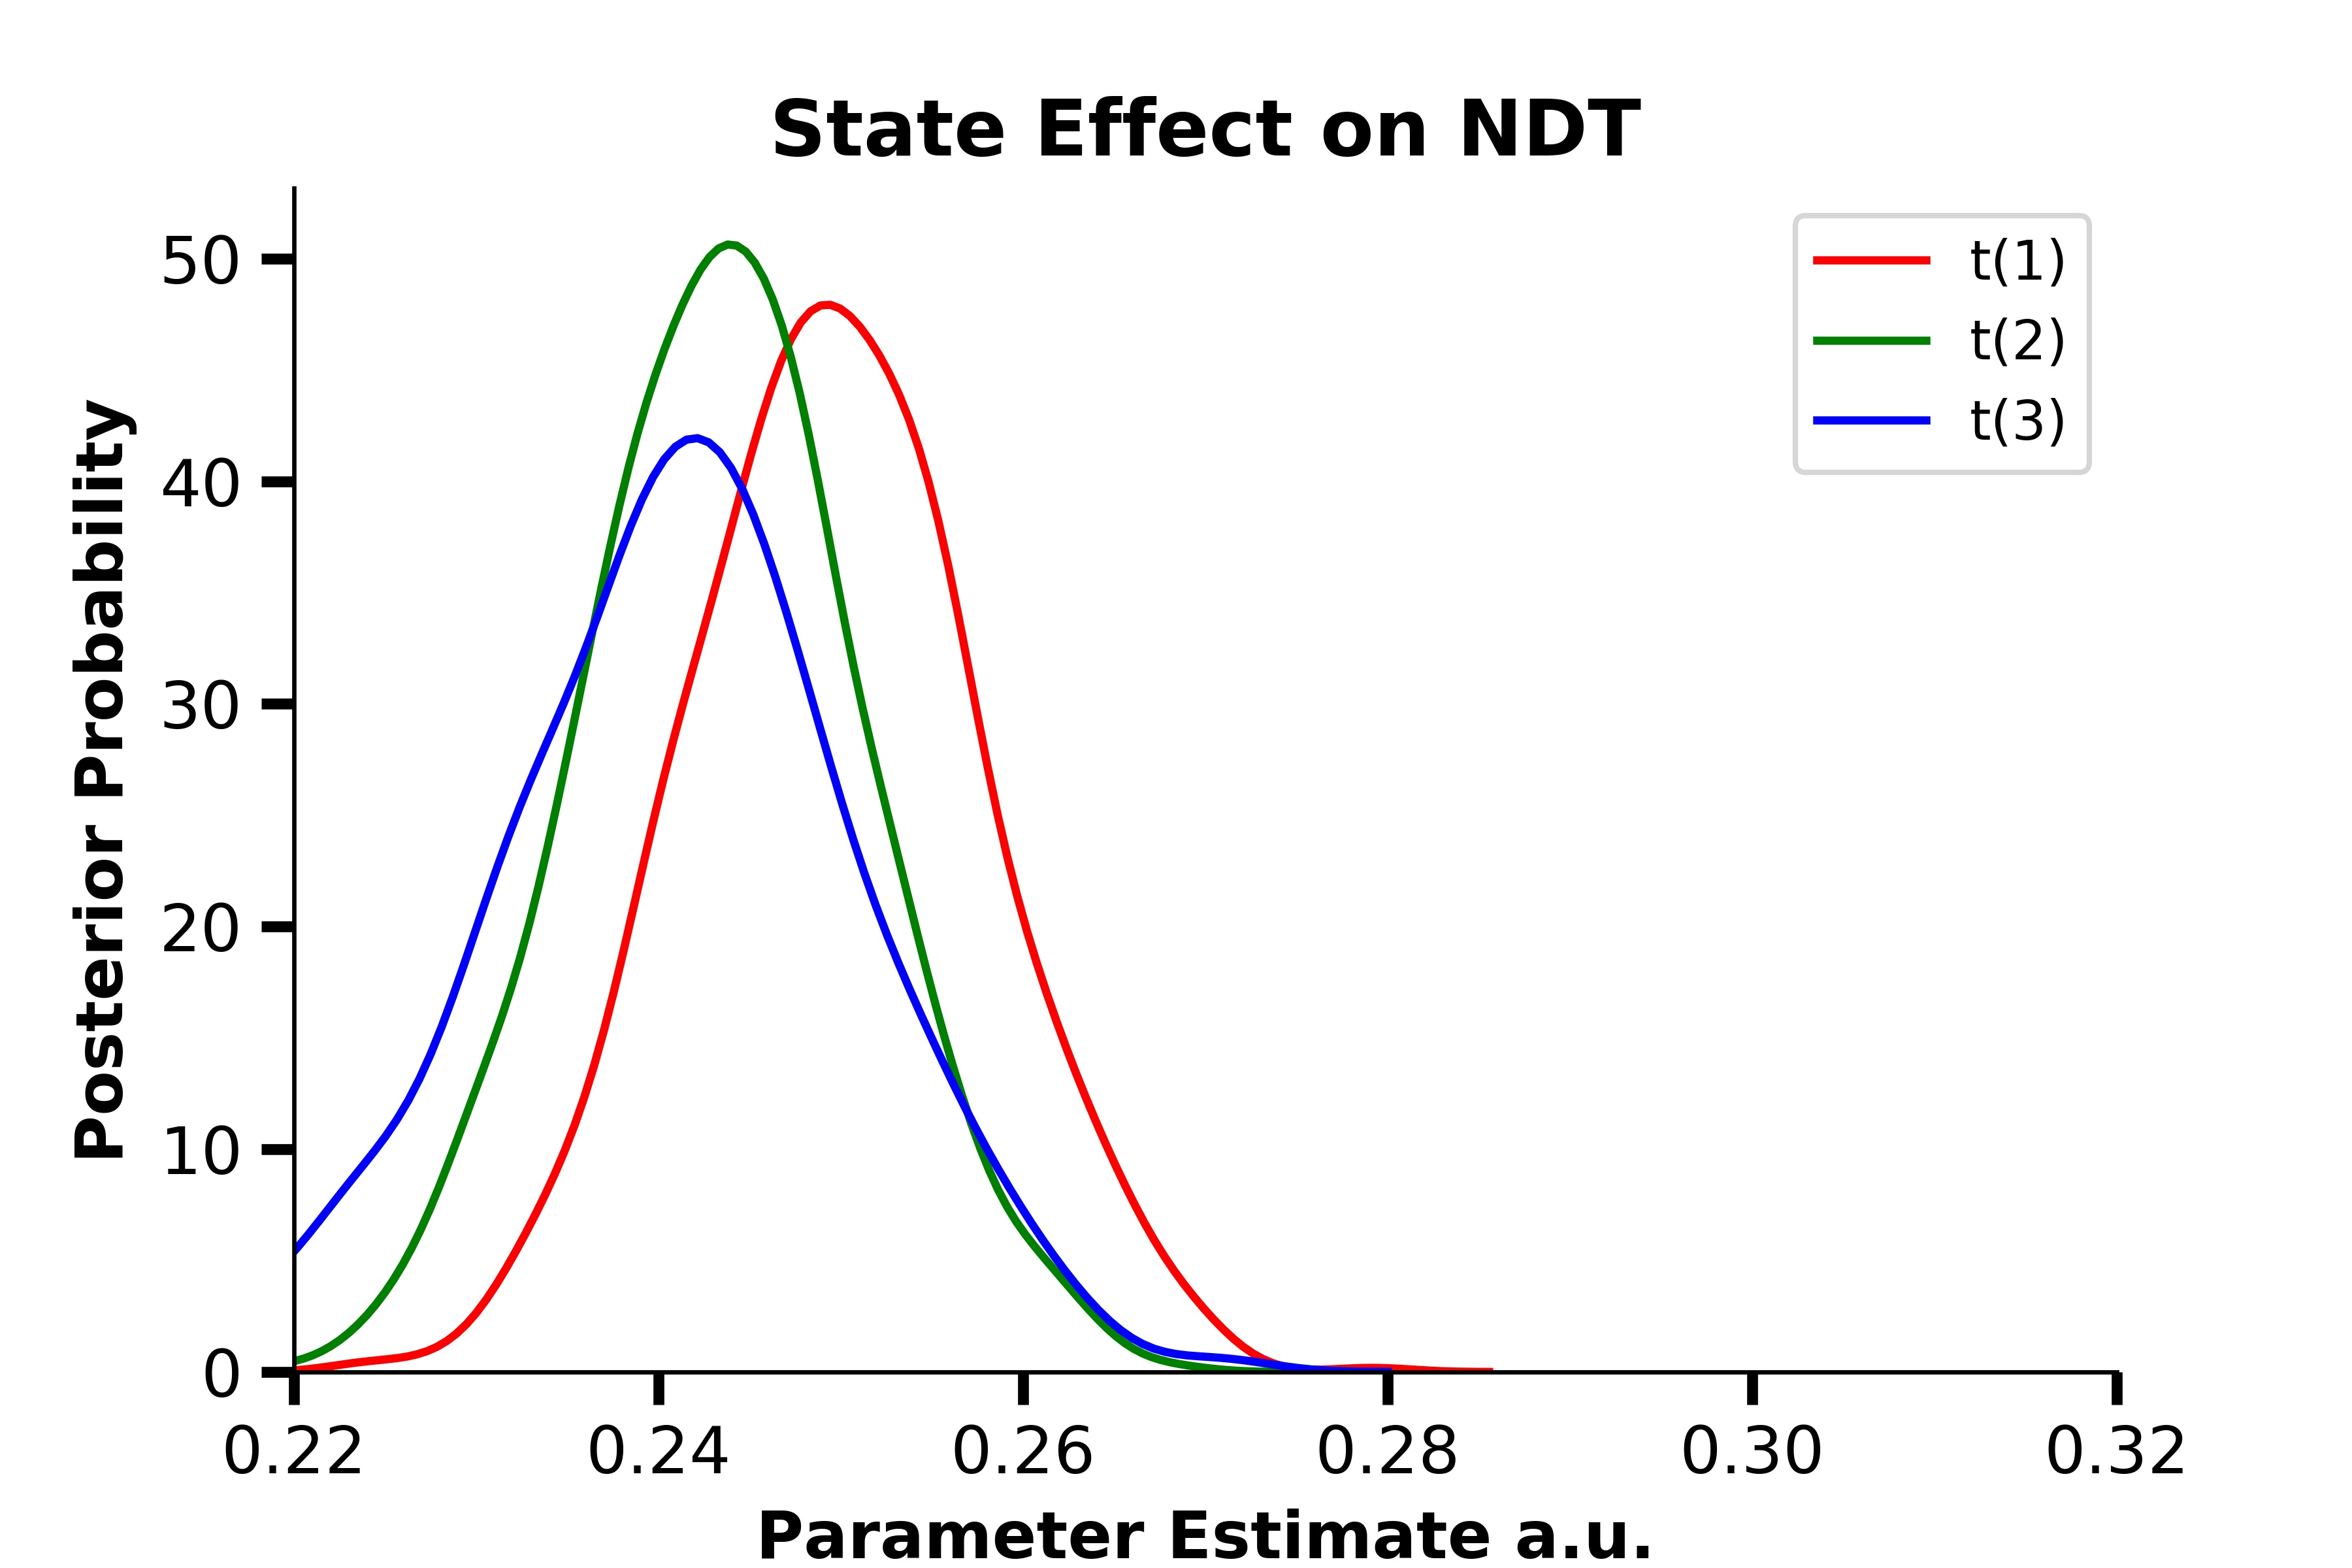 State Effect on NDT
t(1)
t(2)
t(3)
Posterior Probability
50
40
30
20
10
0
0.22 0.24 0.26 0.28 0.30 0.32
Parameter Estimate a.u.